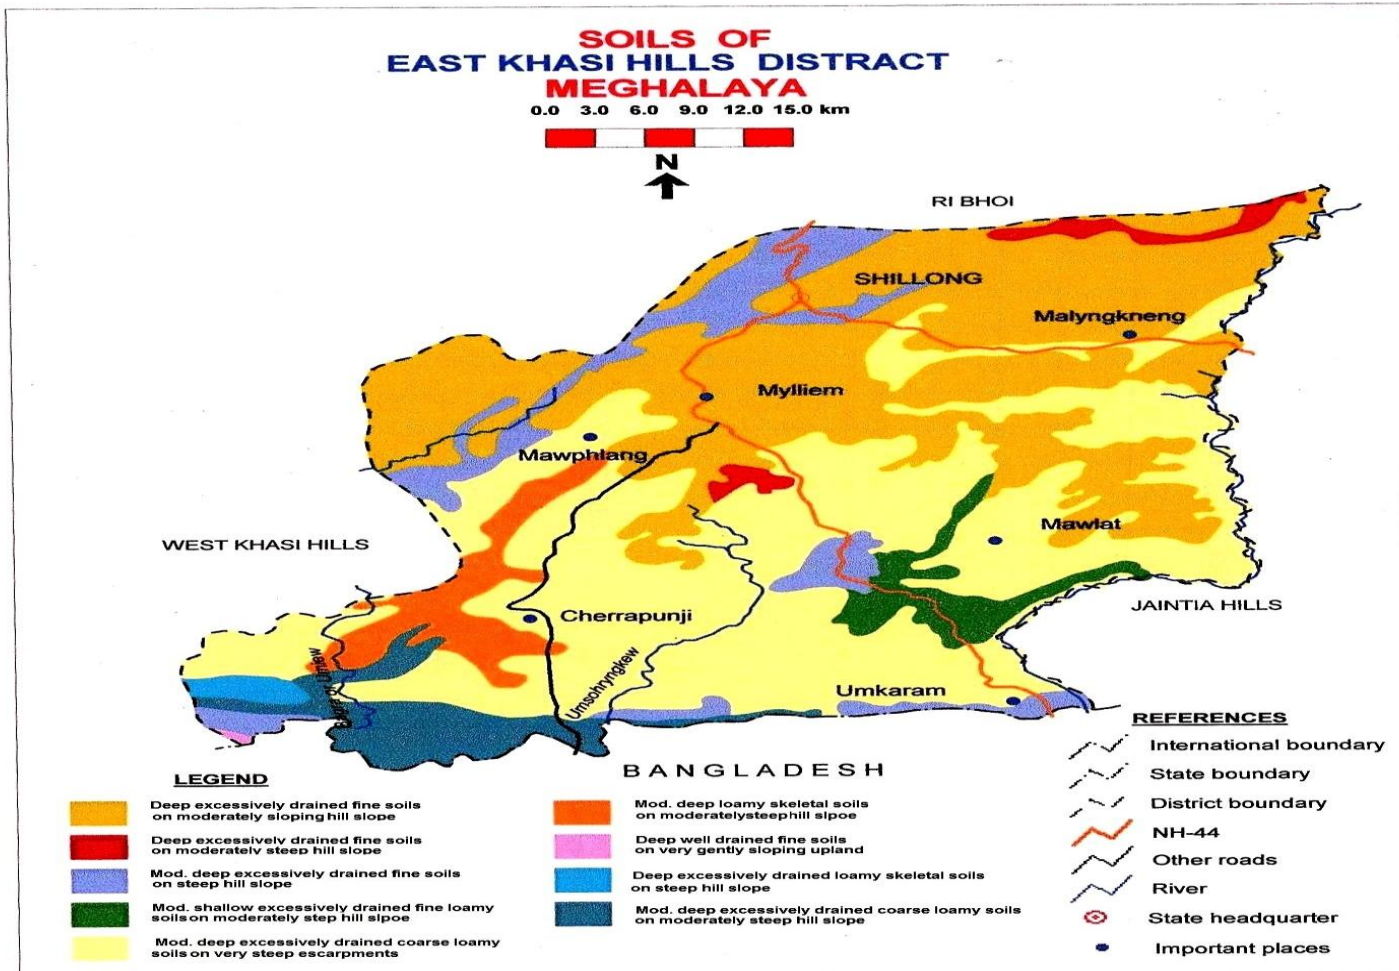 SOILS OF
EAST KHASI HILLS DISTRACT
MEGHALAYA
0.0 3.0 6.0 9.0 12.0 15.0 km
N
RI BHOI
SHILLONG
Malyngkneng
Mylliem
Mawphlang
Mawlat
WEST KHASI HILLS
JAINTIA HILLS
Cherrapunji
Umsohryngkew
Umkaram
BANGLADESH
LEGEND
Deep excessively drained fine soils
on moderately sloping hill slope
Deep excessively drained fine soils
on moderately steep hill slope
Mod. deep excessively drained fine soils
on steep hill slope
Mod. shallow excessively drained fine loamy
soils on moderately step hill slpoe
Mod. deep excessively drained coarse loamy
soils on very steep escarpments
Mod. deep loamy skeletal soils
on moderatelysteep hill slpoe
Deep well drained fine soils
on very gently sloping upland
Deep excessively drained loamy skeletal soils
on steep hill slope
Mod. deep excessively drained coarse loamy soils
on moderately steep hill slope
REFERENCES
International boundary
State boundary
District boundary
NH-44
Other roads
River
State headquarter
Important places